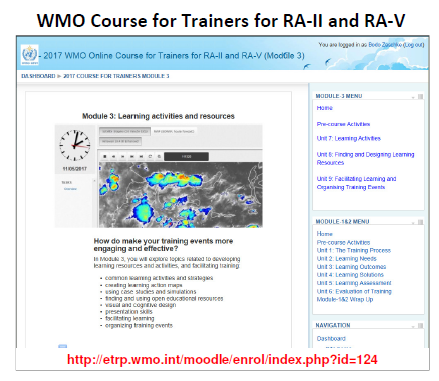 WMO Course for Trainers for RA-II and RA-V
You are logged in as Bodo Zeschke (Log out)
- 2017 WMO Online Course for Trainers for RA-II and RA-V (Module 3)
DASHBOARD ► 2017 COURSE FOR TRAINERS MODULE 3
Module 3: Learning activities and resources
11/05/2017
How do make your training events more
engaging and effective?
In Module 3, you will explore topics related to developing
learning resources and activities, and facilitating training:
• common learning activities and strategies
• creating learning action maps
• using case studies and simulations
• finding and using open educational resources
• visual and cognitive design
• presentation skills
• facilitating learning
• organizing training events
MODULE-3 MENU
Home
Pre-course Activities
Unit 7: Learning Activities
Unit 8: Finding and Designing Learning
Resources
Unit 9: Facilitating Learning and
Organising Training Events
MODULE-1&2 MENU
Home
Pre-course Activities
Unit 1: The Training Process
Unit 2: Learning Needs
Unit 3: Learning Outcomes
Unit 4: Learning Solutions
Unit 5: Learning Assessment
Unit 6: Evaluation of Training
Module-1&2 Wrap Up
NAVIGATION
Dashboard
http://etrp.wmo.int/moodle/enrol/index.php?id=124